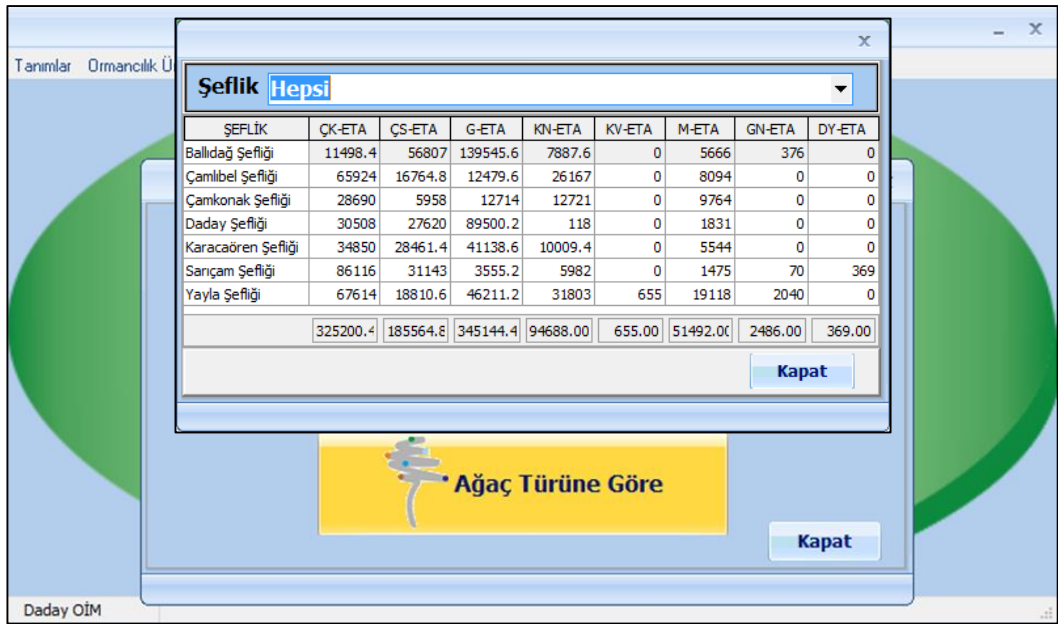 Tanımlar Ormancılık Ü
Şeflik Hepsi
ŞEFLİK ÇK-ETA ÇS-ETA G-ETA KN-ETA KV-ETA M-ETA GN-ETA DY-ETA
Ballıdağ Şefliği 11498.4 56807 139545.6 7887.6 0 5666 376 0
Çamlıbel Şefliği 65924 16764.8 12479.6 26167 0 8094 0 0
Çamkonak Şefliği 28690 5958 12714 12721 0 9764 0 0
Daday Şefliği 30508 27620 89500.2 118 0 1831 0 0
Karacaören Şefliği 34850 28461.4 41138.6 10009.4 0 5544 0 0
Sarıçam Şefliği 86116 31143 3555.2 5982 0 1475 70 369
Yayla Şefliği 67614 18810.6 46211.2 31803 655 19118 2040 0
325200.4 185564.8 345144.4 94688.00 655.00 51492.00 2486.00 369.00
Kapat
Ağaç Türüne Göre
Kapat
Daday OİM